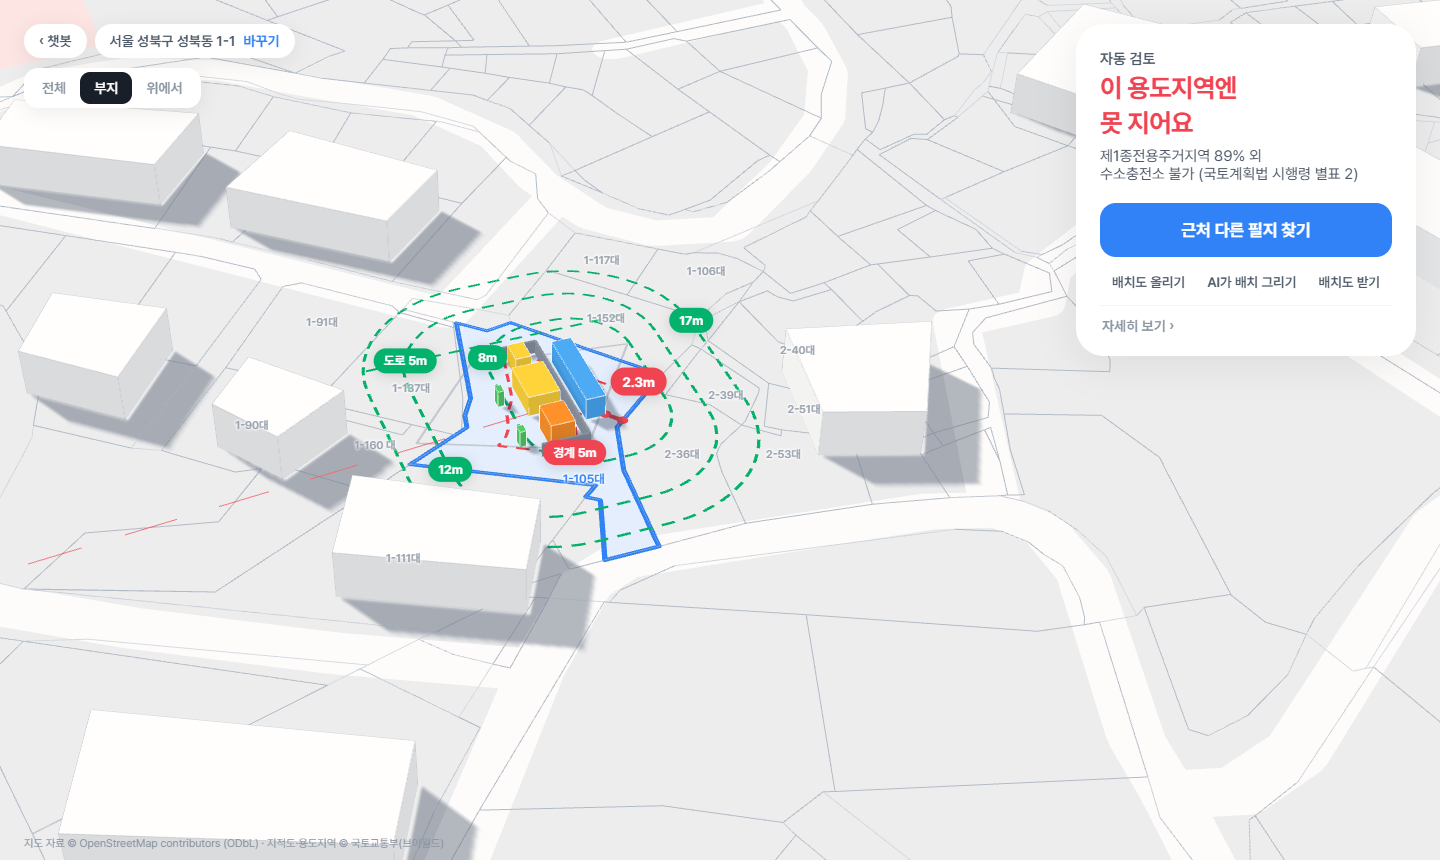 ‹ 챗봇
서울 성북구 성북동 1-1 바꾸기
전체 부지 위에서
자동 검토
이 용도지역엔
못 지어요
제1종전용주거지역 89% 외
수소충전소 불가 (국토계획법 시행령 별표 2)
근처 다른 필지 찾기
배치도 올리기 AI가 배치 그리기 배치도 받기
자세히 보기 ›
1-117대
1-106대
1-91대
1-152대
17m
도로 5m
8m
2-40대
2.3m
1-187대
2-39대
2-51대
1-90대
1-160 대
경계 5m
2-36대
2-53대
12m
1-105대
1-111대
지도 자료 © OpenStreetMap contributors (ODbL) · 지적도·용도지역 © 국토교통부(브이월드)